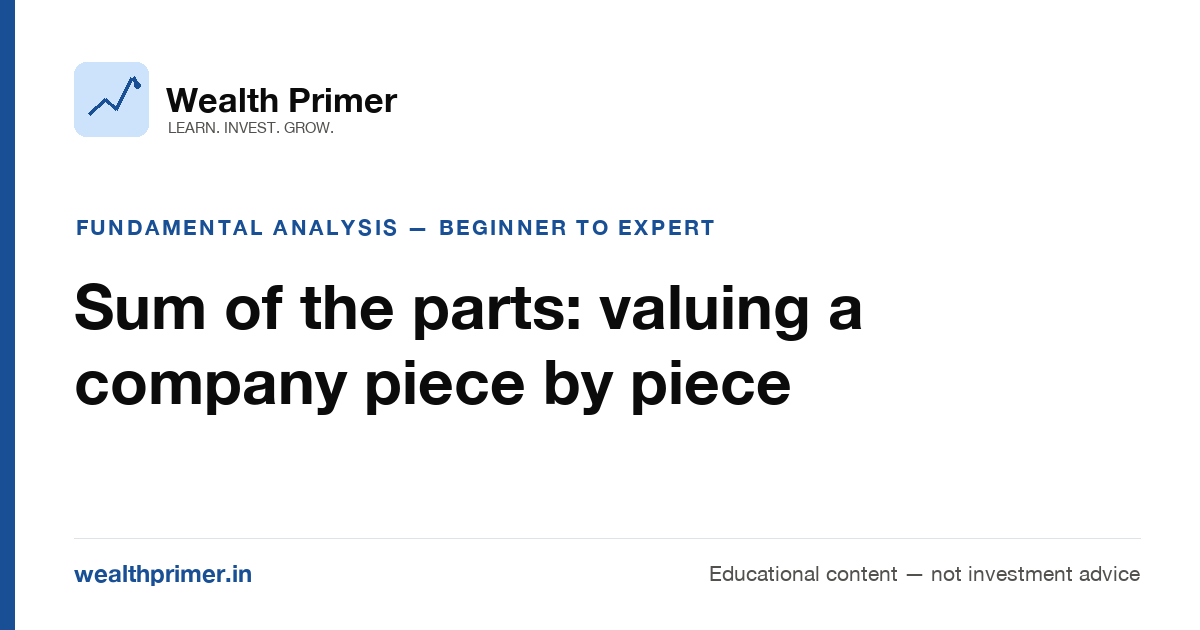 Wealth Primer
LEARN. INVEST. GROW.
FUNDAMENTAL ANALYSIS — BEGINNER TO EXPERT
Sum of the parts: valuing a
company piece by piece
wealthprimer.in
Educational content — not investment advice